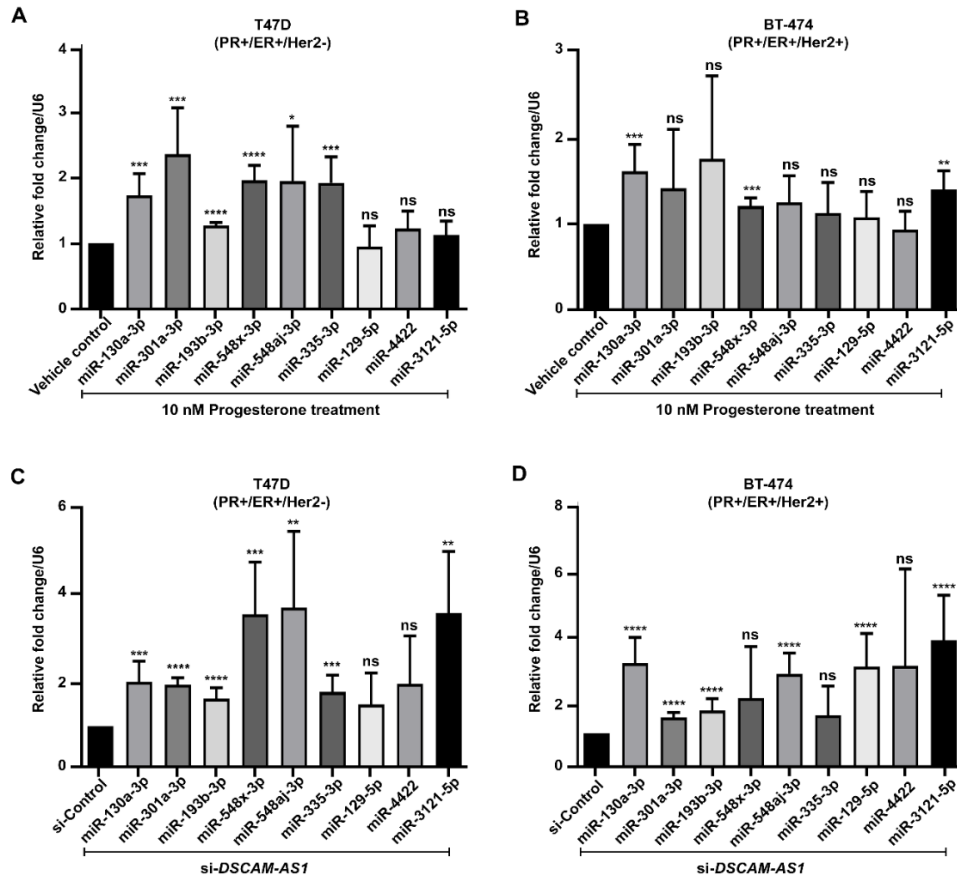 A
T47D
(PR+/ER+/Her2-)
Relative fold change/U6
4
3
2
1
0
***
***
****
****
*
***
ns
ns
ns
Vehicle control
miR-130a-3p
miR-301a-3p
miR-193b-3p
miR-548x-3p
miR-548aj-3p
miR-335-3p
miR-129-5p
miR-4422
miR-3121-5p
10 nM Progesterone treatment
B
BT-474
(PR+/ER+/Her2+)
Relative fold change/U6
3
2
1
0
***
ns
ns
***
ns
ns
ns
ns
**
Vehicle control
miR-130a-3p
miR-301a-3p
miR-193b-3p
miR-548x-3p
miR-548aj-3p
miR-335-3p
miR-129-5p
miR-4422
miR-3121-5p
10 nM Progesterone treatment
C
T47D
(PR+/ER+/Her2-)
Relative fold change/U6
6
4
2
0
***
****
****
***
**
***
ns
ns
**
si-Control
miR-130a-3p
miR-301a-3p
miR-193b-3p
miR-548x-3p
miR-548aj-3p
miR-335-3p
miR-129-5p
miR-4422
miR-3121-5p
si-DSCAM-AS1
D
BT-474
(PR+/ER+/Her2+)
Relative fold change/U6
8
6
4
2
0
****
****
****
ns
****
ns
****
ns
****
si-Control
miR-130a-3p
miR-301a-3p
miR-193b-3p
miR-548x-3p
miR-548aj-3p
miR-335-3p
miR-129-5p
miR-4422
miR-3121-5p
si-DSCAM-AS1